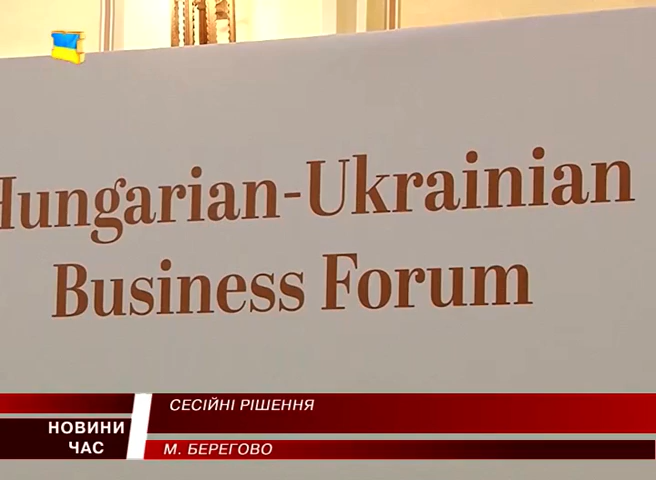 Hungarian-Ukrainian
Business Forum
СЕСІЙНІ РІШЕННЯ
НОВИНИ
ЧАС
М. БЕРЕГОВО